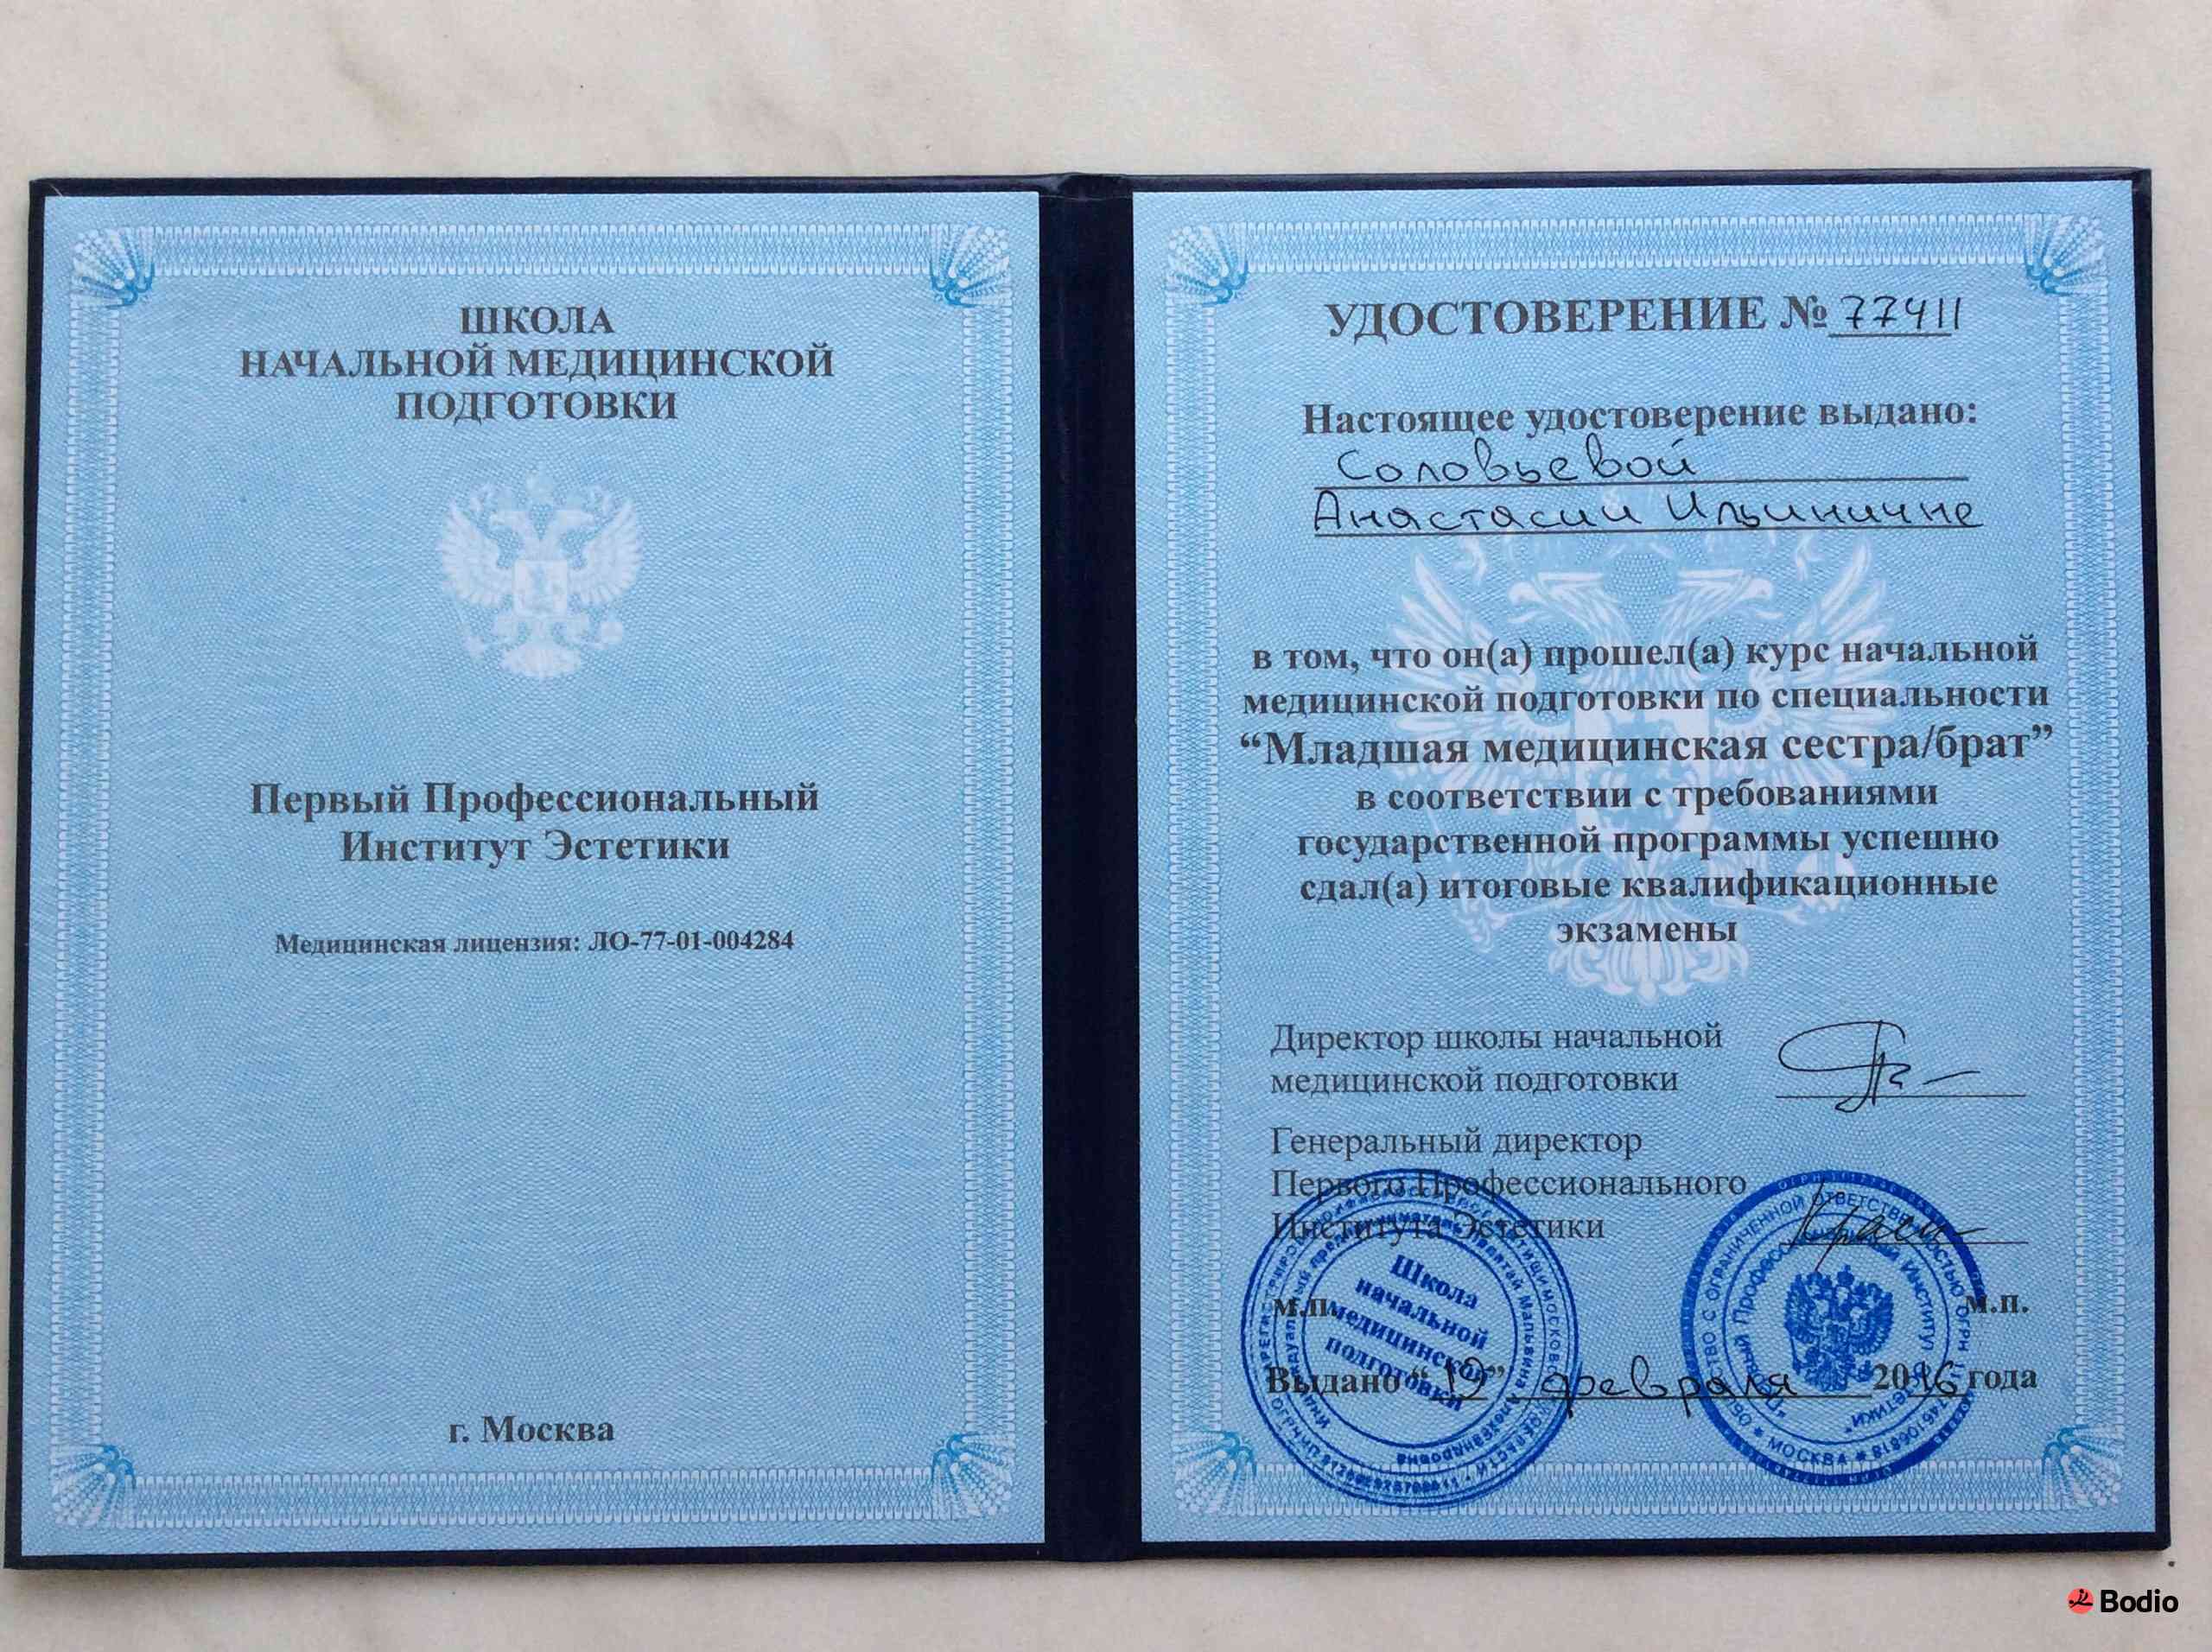 ШКОЛА
НАЧАЛЬНОЙ МЕДИЦИНСКОЙ
ПОДГОТОВКИ
Первый Профессиональный
Институт Эстетики
Медицинская лицензия: ЛО-77-01-004284
г. Москва
УДОСТОВЕРЕНИЕ № 77411
Настоящее удостоверение выдано:
Соловьевой
Анастасии Ильиничне
в том, что он(а) прошел(а) курс начальной
медицинской подготовки по специальности
“Младшая медицинская сестра/брат”
в соответствии с требованиями
государственной программы успешно
сдал(а) итоговые квалификационные
экзамены
Директор школы начальной
медицинской подготовки
Генеральный директор
Первого Профессионального
Института Эстетики
Школа
начальной
медицинской
подготовки
м.п.
м.п.
МОСКВА
Выдано “19” февраля 2016 года
Bodio